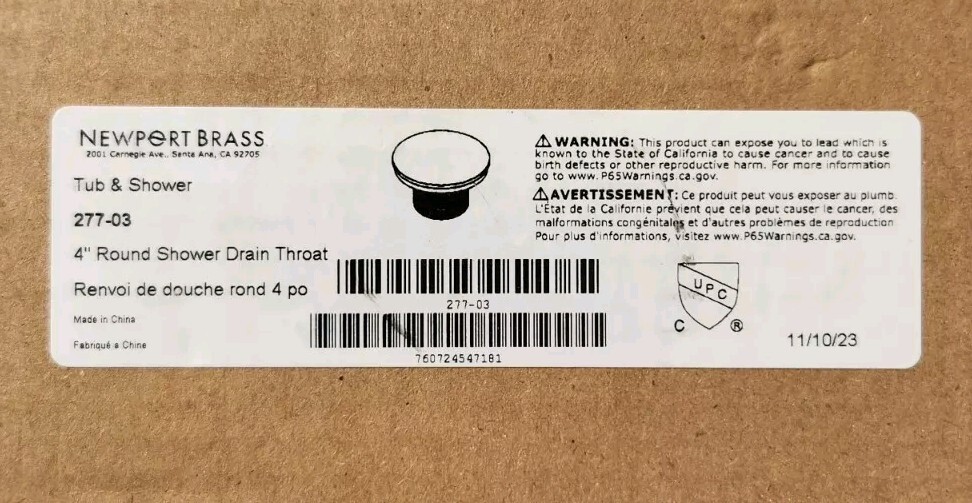 NEWPORT BRASS
2001 Carnegie Ave., Santa Ana, CA 92705
Tub & Shower
277-03
4" Round Shower Drain Throat
Renvoi de douche rond 4 po
Made in China
Fabriqué a Chine
277-03
760724547181
⚠WARNING: This product can expose you to lead which is
known to the State of California to cause cancer and to cause
birth defects or other reproductive harm. For more information
go to www.P65Warnings.ca.gov.
⚠AVERTISSEMENT: Ce produit peut vous exposer au plumb.
L'État de la Californie prévient que cela peut causer le cancer, des
malformations congénitales et d'autres problèmes de reproduction
Pour plus d'informations, visitez www.P65Warnings.ca.gov.
UPC
C ®
11/10/23